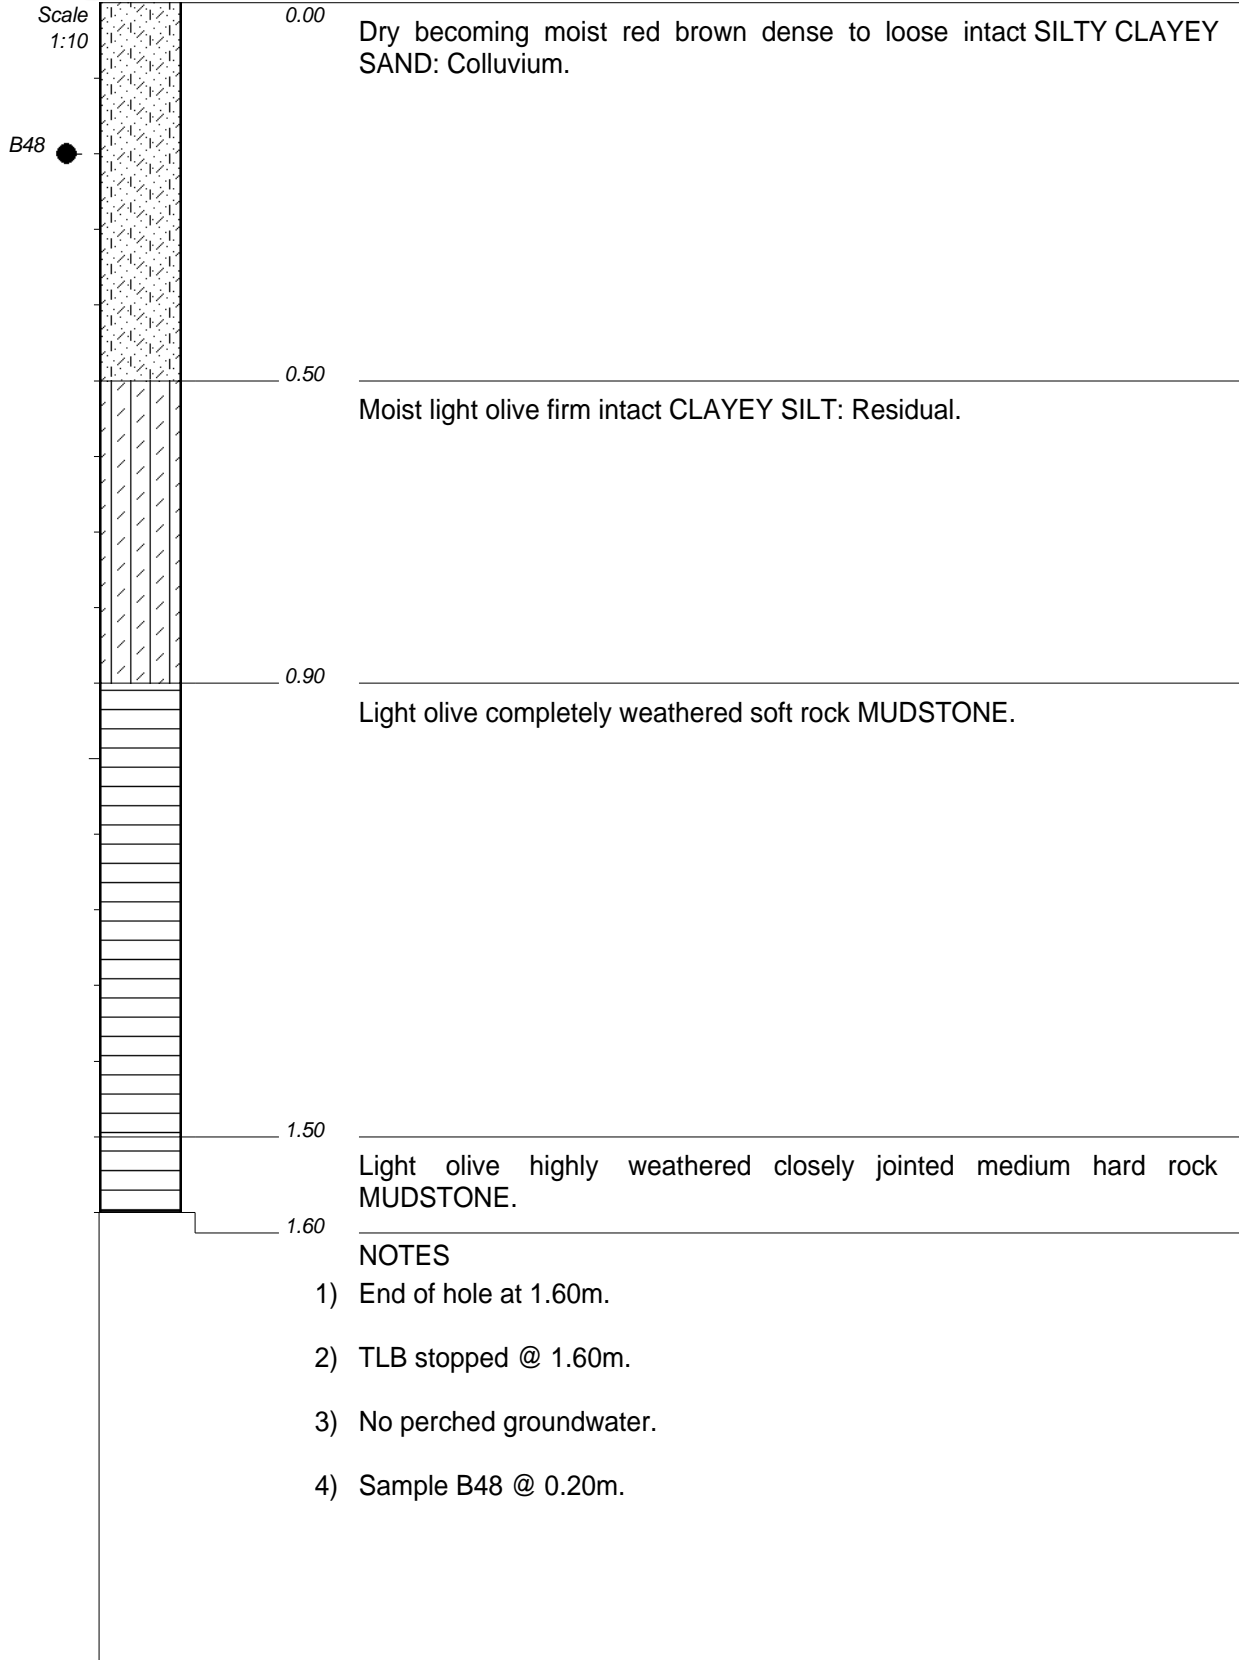 Scale
1:10
0.00
Dry becoming moist red brown dense to loose intact SILTY CLAYEY
SAND: Colluvium.
B48
0.50
Moist light olive firm intact CLAYEY SILT: Residual.
0.90
Light olive completely weathered soft rock MUDSTONE.
1.50
Light olive highly weathered closely jointed medium hard rock
MUDSTONE.
1.60
NOTES
1) End of hole at 1.60m.
2) TLB stopped @ 1.60m.
3) No perched groundwater.
4) Sample B48 @ 0.20m.